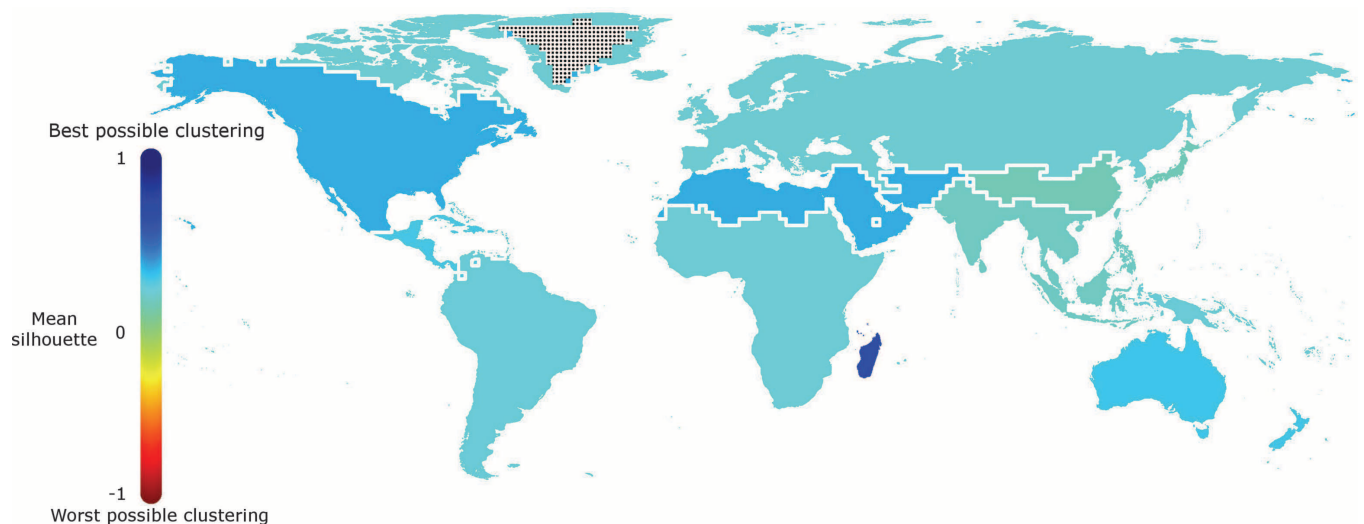 Best possible clustering
1
Mean
silhouette
0
-1
Worst possible clustering